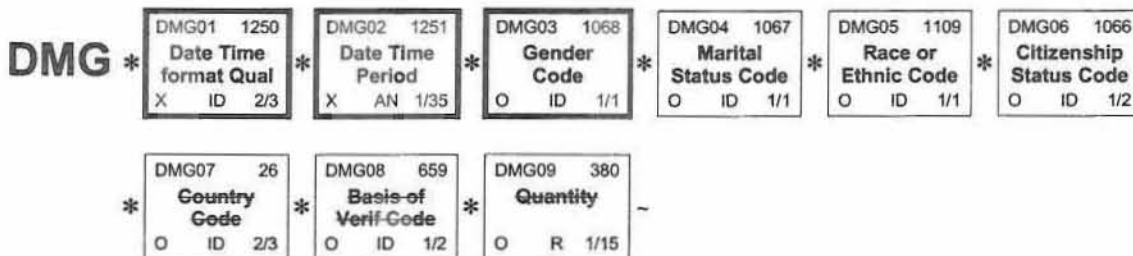 DMG * DMG01 1250 * DMG02 1251 * DMG03 1068 * DMG04 1067 * DMG05 1109 * DMG06 1066
Date Time Date Time Gender Marital Race or Citizenship
format Qual Period Code Status Code Ethnic Code Status Code
X ID 2/3 X AN 1/35 O ID 1/1 O ID 1/1 O ID 1/1 O ID 1/2
* DMG07 26 * DMG08 659 * DMG09 380 ~
Country Basis of Quantity
Code Verif Code
O ID 2/3 O ID 1/2 O R 1/15